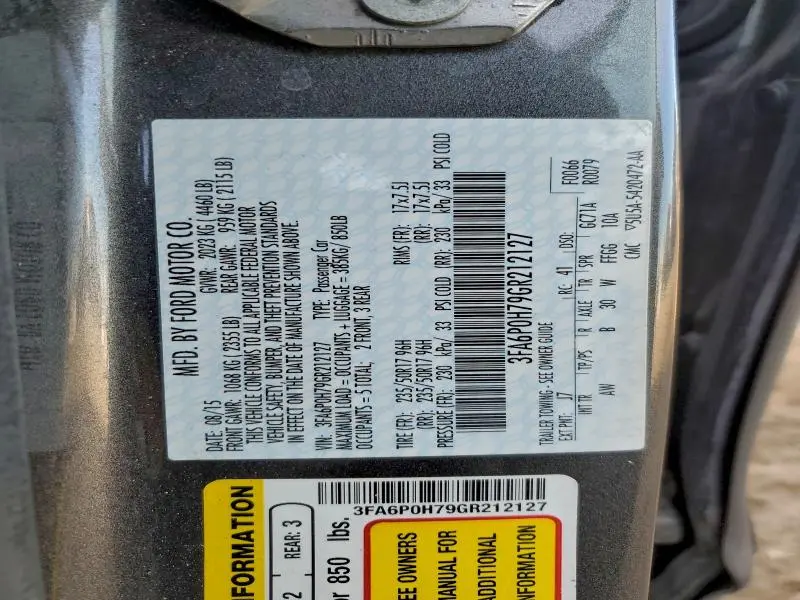 MFD. BY FORD MOTOR CO.
DATE: 08/15 GVWR: 2023 KG ( 4460 LB)
FRONT GAWR: 1068 KG ( 2355 LB) REAR GAWR: 959 KG ( 2115 LB)
THIS VEHICLE CONFORMS TO ALL APPLICABLE FEDERAL MOTOR
VEHICLE SAFETY, BUMPER, AND THEFT PREVENTION STANDARDS
IN EFFECT ON THE DATE OF MANUFACTURE SHOWN ABOVE.
VIN: 3FA6P0H79GR212127 TYPE: Passenger Car
MAXIMUM LOAD = OCCUPANTS + LUGGAGE = 385KG/ 850LB
OCCUPANTS = 5 TOTAL; 2 FRONT, 3 REAR
TIRE (FR): 235/50R17 96H RIMS (FR): 17x7.5J
(RR): 235/50R17 96H (RR): 17x7.5J
PRESSURE (FR): 230 kPa/ 33 PSI COLD (RR): 230 kPa/ 33 PSI COLD
3FA6P0H79GR212127
TRAILER TOWING - SEE OWNER GUIDE
F0066
EXT PNT: J7 RC: 41 DSO: R0079
INT TR TP/PS R AXLE TR SPR GC71A
AW B 30 W FFGG 10A
CMC 5U5A-5420472-AA
3FA6P0H79GR212127
INFORMATION
2 REAR: 3
or 850 lbs.
SEE OWNERS
MANUAL FOR
ADDITIONAL
INFORMATION